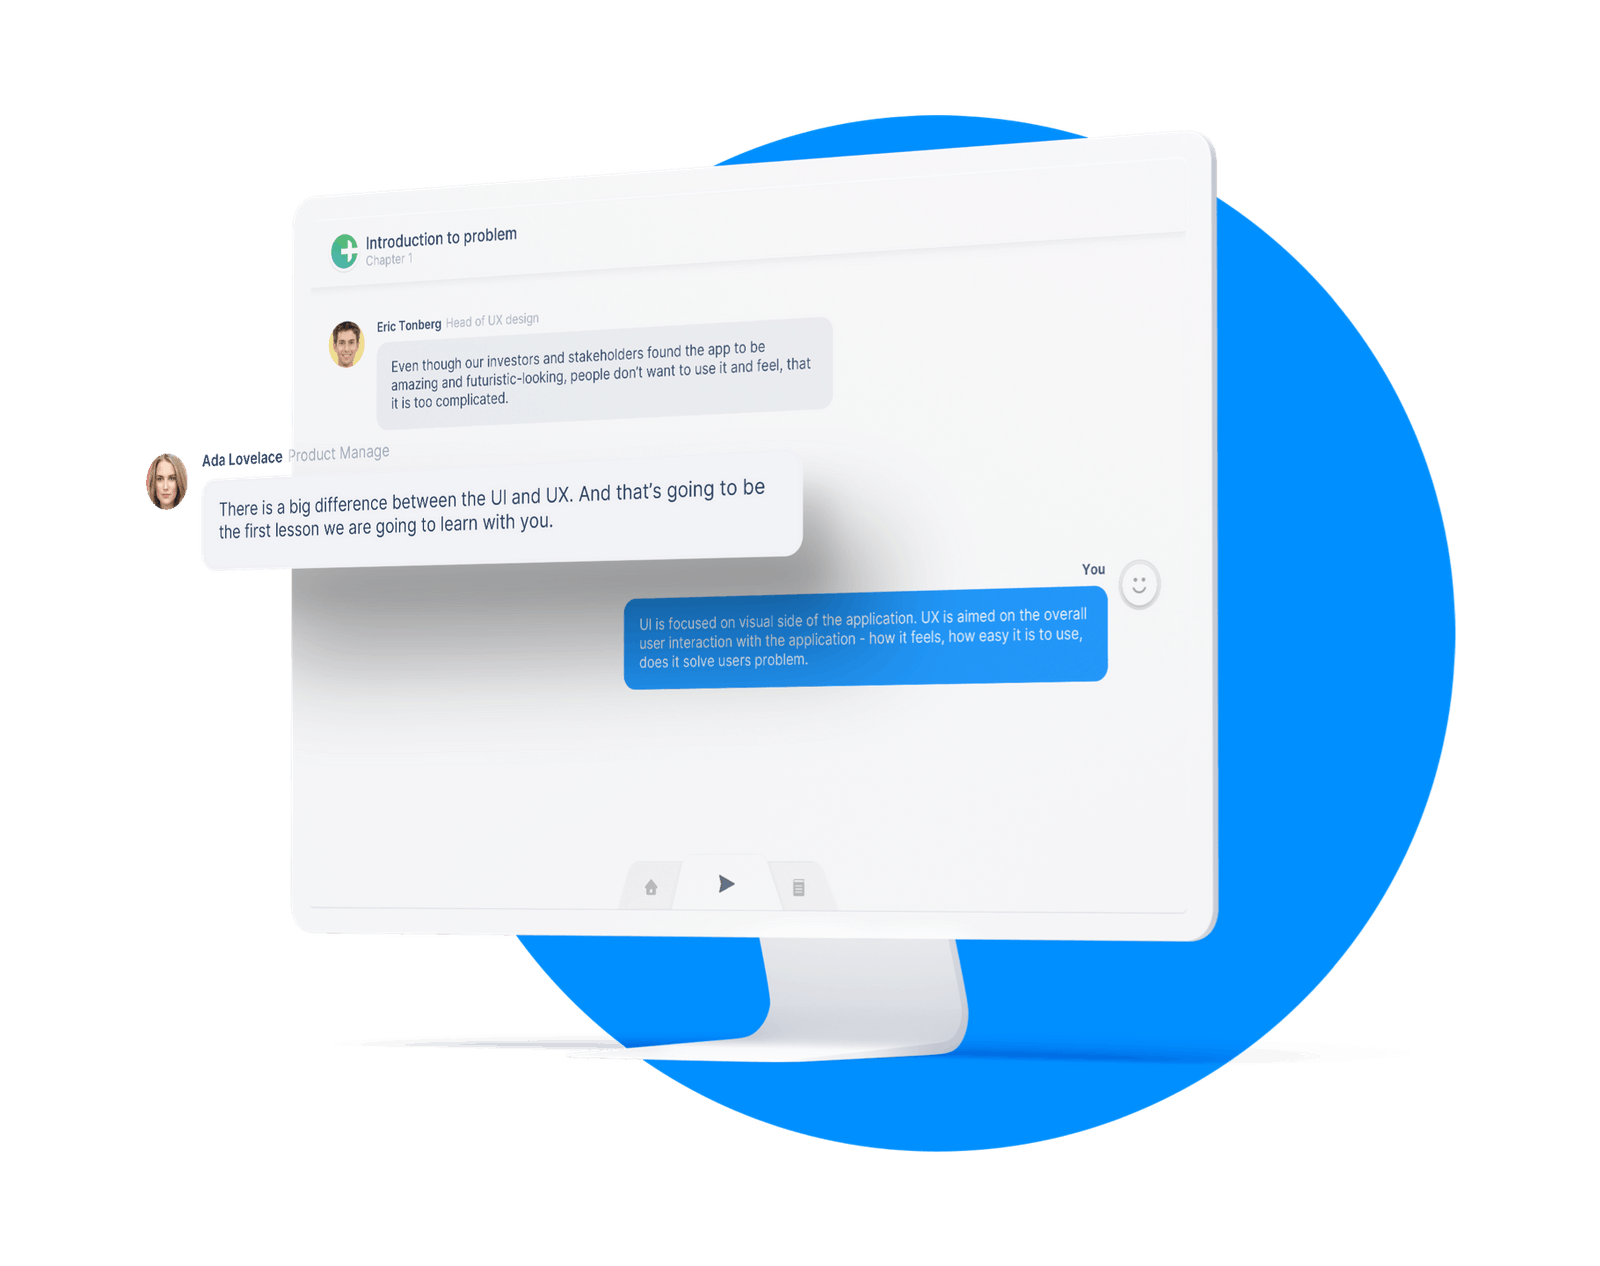 Introduction to problem
Chapter 1
Eric Tonberg Head of UX design
Even though our investors and stakeholders found the app to be
amazing and futuristic-looking, people don't want to use it and feel, that
it is too complicated.
Ada Lovelace Product Manage
There is a big difference between the UI and UX. And that's going to be
the first lesson we are going to learn with you.
You
UI is focused on visual side of the application. UX is aimed on the overall
user interaction with the application - how it feels, how easy it is to use,
does it solve users problem.